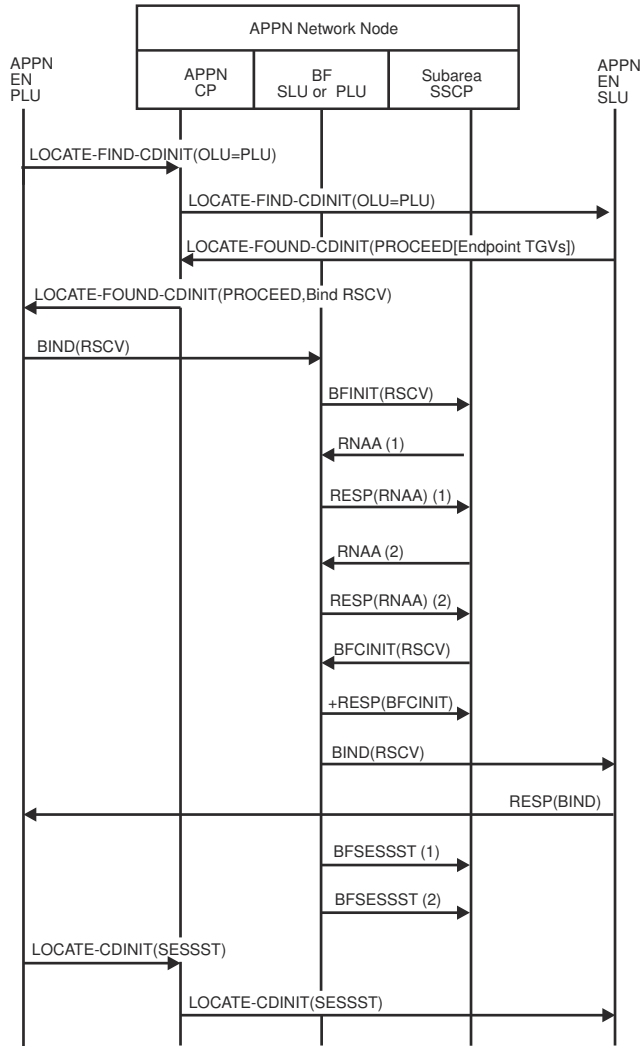 APPN Network Node
APPN
EN
PLU
APPN
CP
BF
SLU or PLU
Subarea
SSCP
APPN
EN
SLU
LOCATE-FIND-CDINIT(OLU=PLU)
LOCATE-FIND-CDINIT(OLU=PLU)
LOCATE-FOUND-CDINIT(PROCEED[Endpoint TGVs])
LOCATE-FOUND-CDINIT(PROCEED,Bind RSCV)
BIND(RSCV)
BFINIT(RSCV)
RNAA (1)
RESP(RNAA) (1)
RNAA (2)
RESP(RNAA) (2)
BFCINIT(RSCV)
+RESP(BFCINIT)
BIND(RSCV)
RESP(BIND)
BFSESSST (1)
BFSESSST (2)
LOCATE-CDINIT(SESSST)
LOCATE-CDINIT(SESSST)